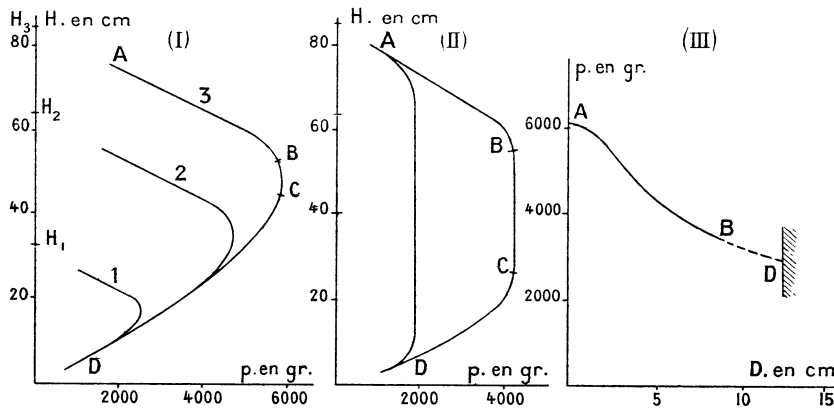 H₃ H. en cm (I)
80
A
3
H₂
60
B
2
C
40
H₁
1
20
D
p. en gr.
2000 4000 6000
H. en cm
80 A (II)
60
B
40
C
20
D p. en gr.
2000 4000
(III)
p. en gr.
A
6000
4000
B
D
2000
D. en cm
5 10 15